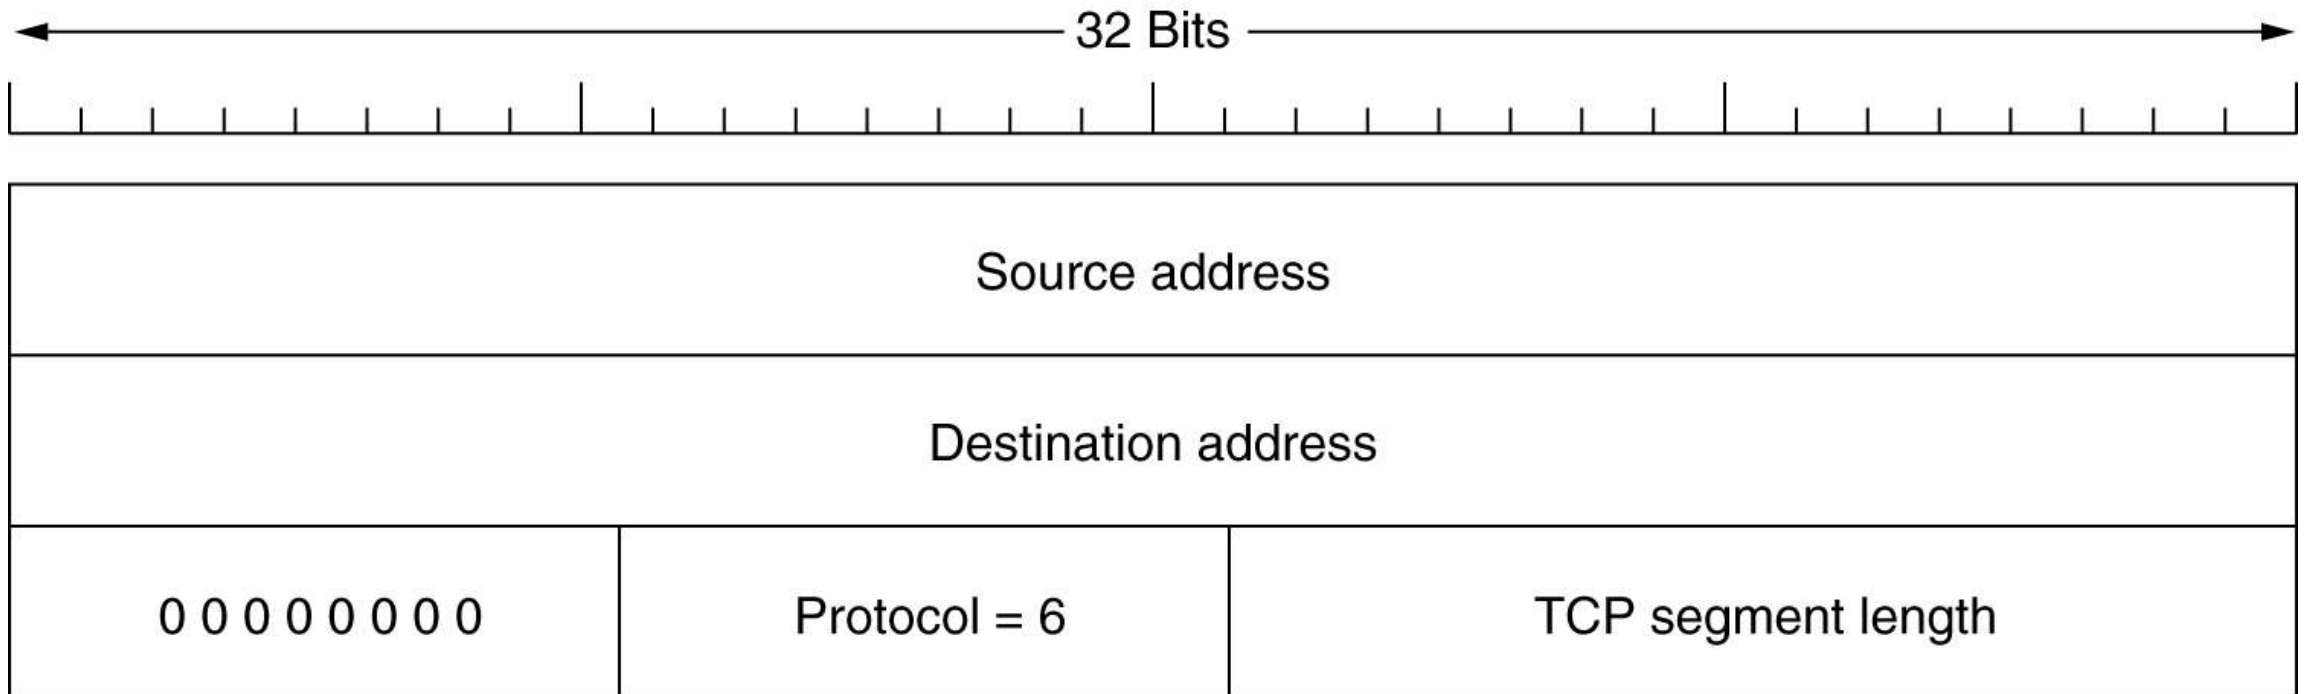 32 Bits
Source address
Destination address
0 0 0 0 0 0 0 0 Protocol = 6 TCP segment length